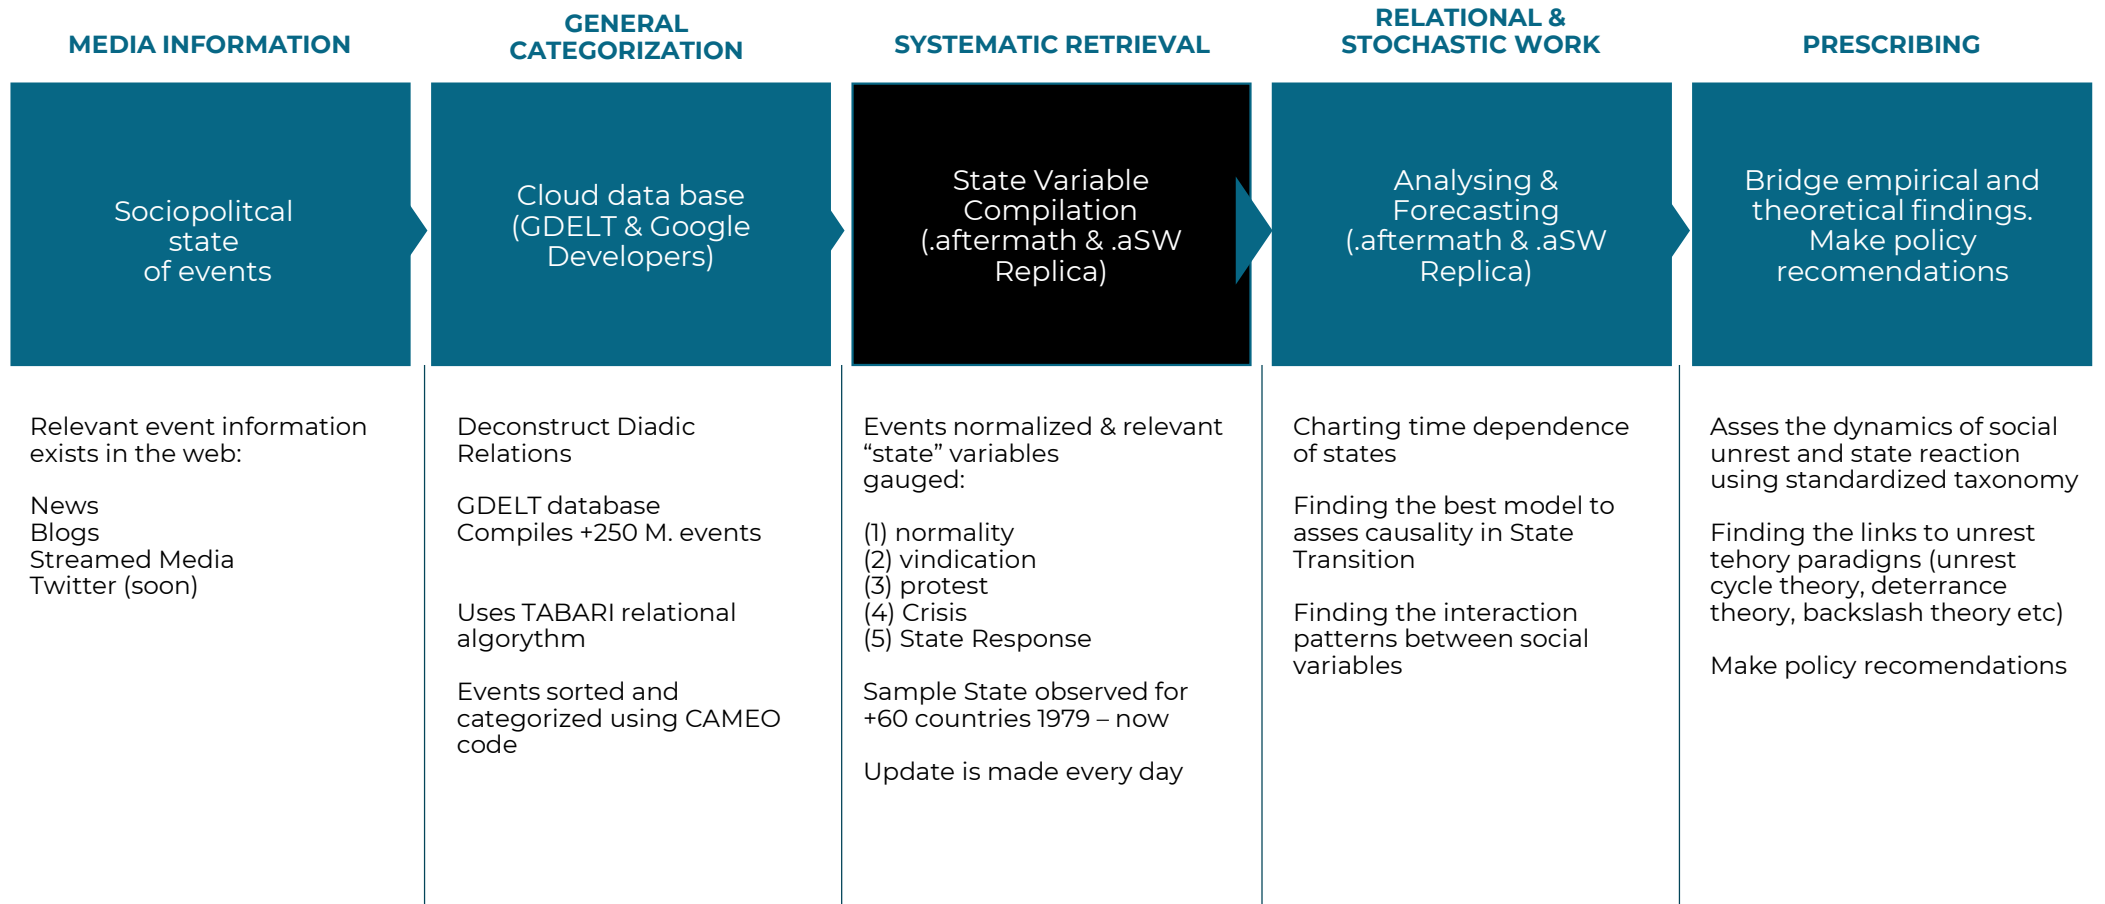 MEDIA INFORMATION
GENERAL
CATEGORIZATION
SYSTEMATIC RETRIEVAL
RELATIONAL &
STOCHASTIC WORK
PRESCRIBING
Sociopolitcal
state
of events
Cloud data base
(GDELT & Google
Developers)
State Variable
Compilation
(.aftermath & .aSW
Replica)
Analysing &
Forecasting
(.aftermath & .aSW
Replica)
Bridge empirical and
theoretical findings.
Make policy
recomendations
Relevant event information
exists in the web:
News
Blogs
Streamed Media
Twitter (soon)
Deconstruct Diadic
Relations
GDELT database
Compiles +250 M. events
Uses TABARI relational
algorythm
Events sorted and
categorized using CAMEO
code
Events normalized & relevant
“state” variables
gauged:
(1) normality
(2) vindication
(3) protest
(4) Crisis
(5) State Response
Sample State observed for
+60 countries 1979 – now
Update is made every day
Charting time dependence
of states
Finding the best model to
asses causality in State
Transition
Finding the interaction
patterns between social
variables
Asses the dynamics of social
unrest and state reaction
using standardized taxonomy
Finding the links to unrest
tehory paradigms (unrest
cycle theory, deterrance
theory, backslash theory etc)
Make policy recomendations